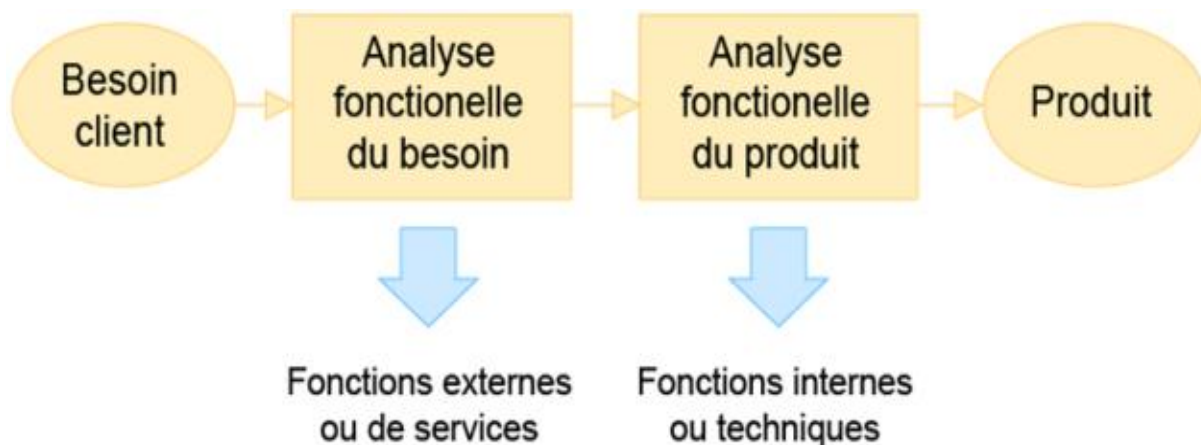 Besoin
client
Analyse
fonctionelle
du besoin
Analyse
fonctionelle
du produit
Produit
Fonctions externes
ou de services
Fonctions internes
ou techniques